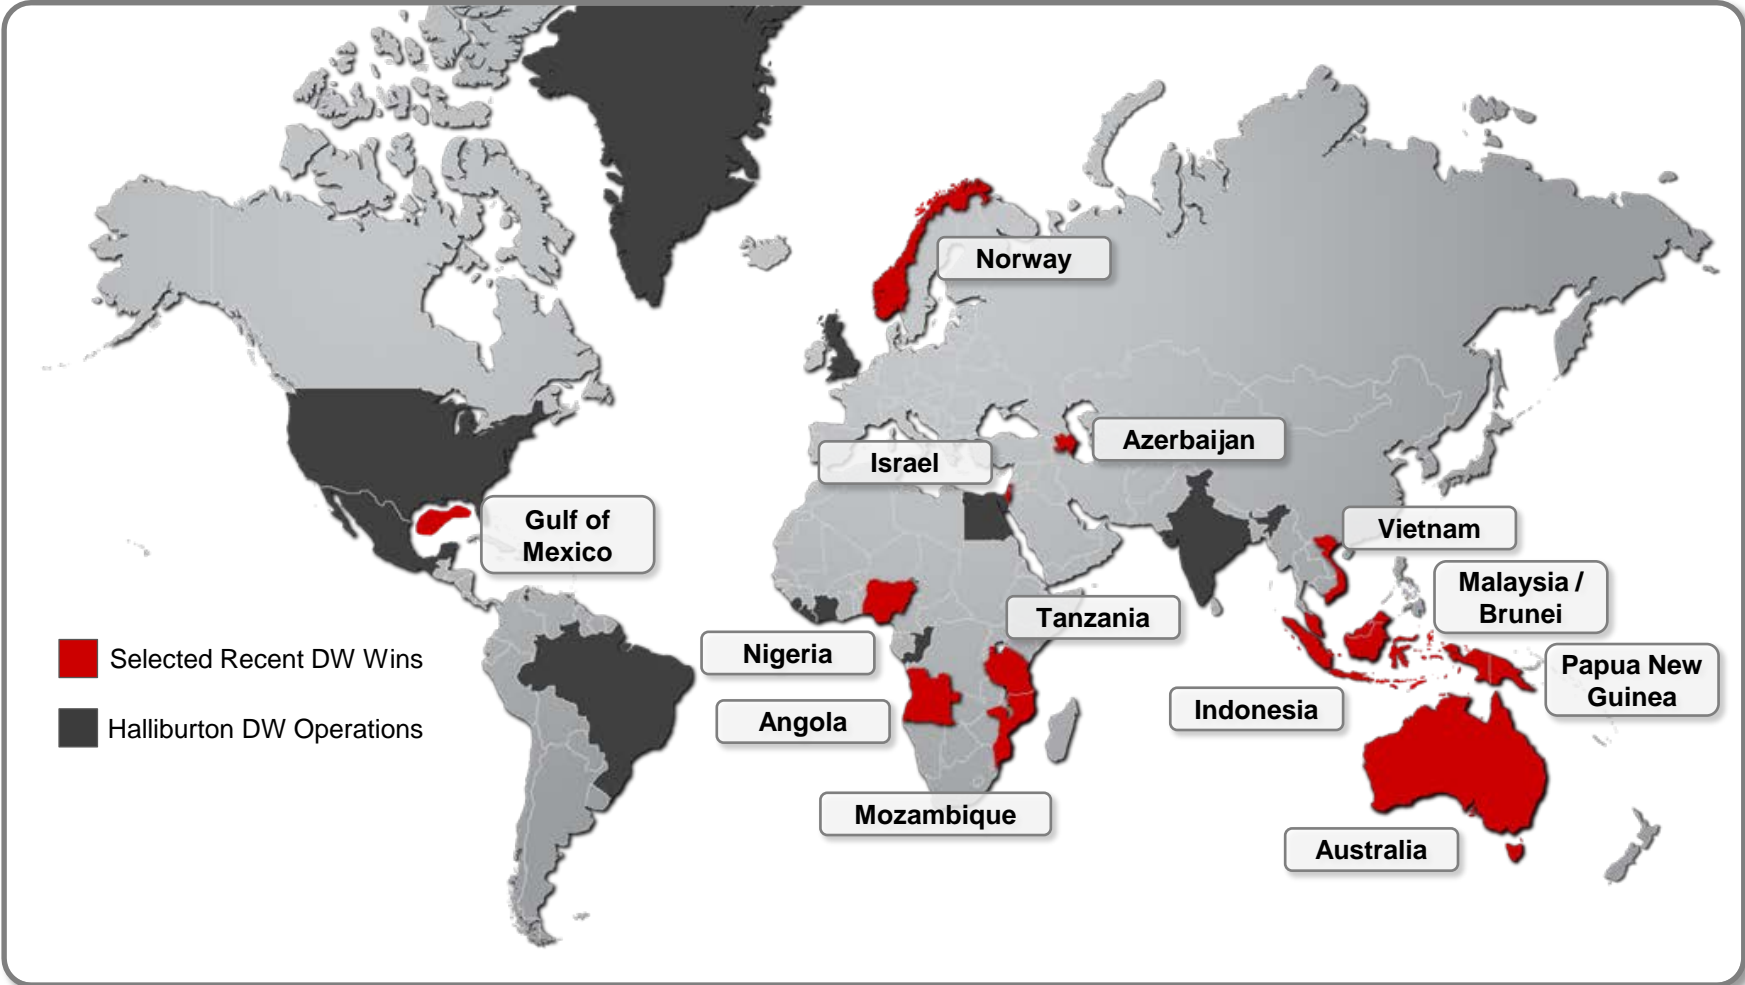 Norway
Azerbaijan
Israel
Gulf of
Mexico
Vietnam
Malaysia /
Brunei
Tanzania
Nigeria
Papua New
Guinea
Indonesia
Angola
Mozambique
Australia
Selected Recent DW Wins
Halliburton DW Operations